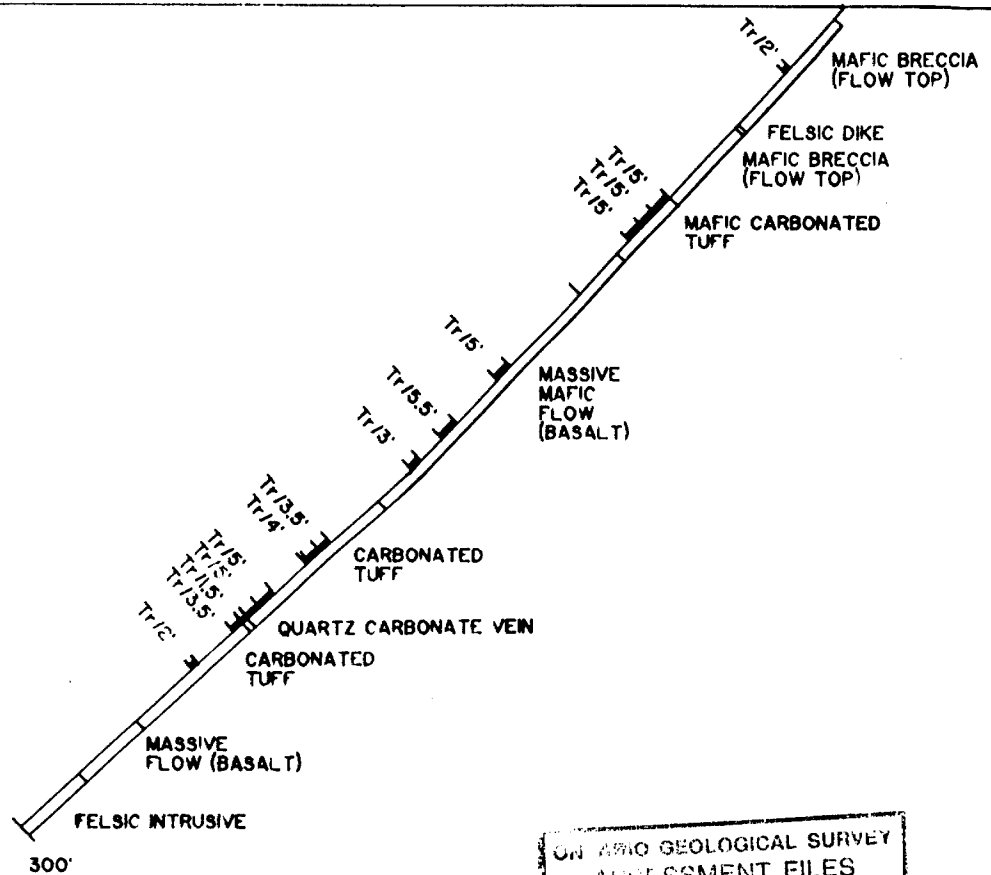 Tr/2'
MAFIC BRECCIA
(FLOW TOP)
FELSIC DIKE
MAFIC BRECCIA
(FLOW TOP)
Tr/5'
Tr/5'
Tr/5'
MAFIC CARBONATED
TUFF
Tr/5'
MASSIVE
MAFIC
FLOW
(BASALT)
Tr/5.5'
Tr/3'
Tr/3.5'
Tr/4'
CARBONATED
TUFF
Tr/5'
Tr/5'
Tr/1.5'
Tr/3.5'
QUARTZ CARBONATE VEIN
Tr/2'
CARBONATED
TUFF
MASSIVE
FLOW (BASALT)
FELSIC INTRUSIVE
300'
GEOLOGICAL SURVEY
FILES